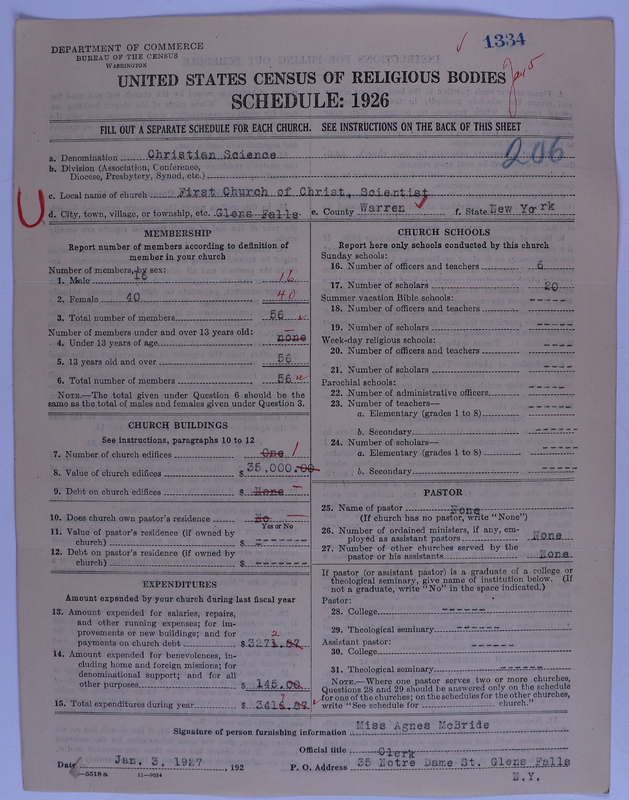 DEPARTMENT OF COMMERCE
BUREAU OF THE CENSUS
WASHINGTON
1334
UNITED STATES CENSUS OF RELIGIOUS BODIES
SCHEDULE: 1926
FILL OUT A SEPARATE SCHEDULE FOR EACH CHURCH. SEE INSTRUCTIONS ON THE BACK OF THIS SHEET
206
a. Denomination Christian Science
b. Division (Association, Conference, Diocese, Presbytery, Synod, etc.)
c. Local name of church First Church of Christ, Scientist
d. City, town, village, or township, etc. Glens Falls e. County Warren f. State New York
MEMBERSHIP
Report number of members according to definition of member in your church
Number of members, by sex:
1. Male 16 16
2. Female 40 40
3. Total number of members 56
Number of members under and over 13 years old:
4. Under 13 years of age none
5. 13 years old and over 56
6. Total number of members 56
NOTE.—The total given under Question 6 should be the same as the total of males and females given under Question 3.
CHURCH BUILDINGS
See instructions, paragraphs 10 to 12
7. Number of church edifices One 1
8. Value of church edifices $35,000.00
9. Debt on church edifices $ None
10. Does church own pastor's residence No
Yes or No
11. Value of pastor's residence (if owned by church) $ -------
12. Debt on pastor's residence (if owned by church) $ -------
EXPENDITURES
Amount expended by your church during last fiscal year
13. Amount expended for salaries, repairs, and other running expenses; for improvements or new buildings; and for payments on church debt $3271.87 2
14. Amount expended for benevolences, including home and foreign missions; for denominational support; and for all other purposes $145.00
15. Total expenditures during year $3416.87 7
CHURCH SCHOOLS
Report here only schools conducted by this church
Sunday schools:
16. Number of officers and teachers 6
17. Number of scholars 20
Summer vacation Bible schools:
18. Number of officers and teachers -----
19. Number of scholars -----
Week-day religious schools:
20. Number of officers and teachers -----
21. Number of scholars -----
Parochial schools:
22. Number of administrative officers -----
23. Number of teachers—
a. Elementary (grades 1 to 8) -----
b. Secondary -----
24. Number of scholars—
a. Elementary (grades 1 to 8) -----
b. Secondary -----
PASTOR
25. Name of pastor None
(If church has no pastor, write "None")
26. Number of ordained ministers, if any, employed as assistant pastors None
27. Number of other churches served by the pastor or his assistants None
If pastor (or assistant pastor) is a graduate of a college or theological seminary, give name of institution below. (If not a graduate, write "No" in the space indicated.)
Pastor:
28. College ------
29. Theological seminary ------
Assistant pastor:
30. College ------
31. Theological seminary ------
NOTE.—Where one pastor serves two or more churches, Questions 28 and 29 should be answered only on the schedule for one of the churches; on the schedules for the other churches, write "See schedule for church."
Signature of person furnishing information Miss Agnes McBride
Official title Clerk
Date Jan. 3, 1927, 192 P. O. Address 35 Notre Dame St. Glens Falls
N.Y.
—5518a 11—9034